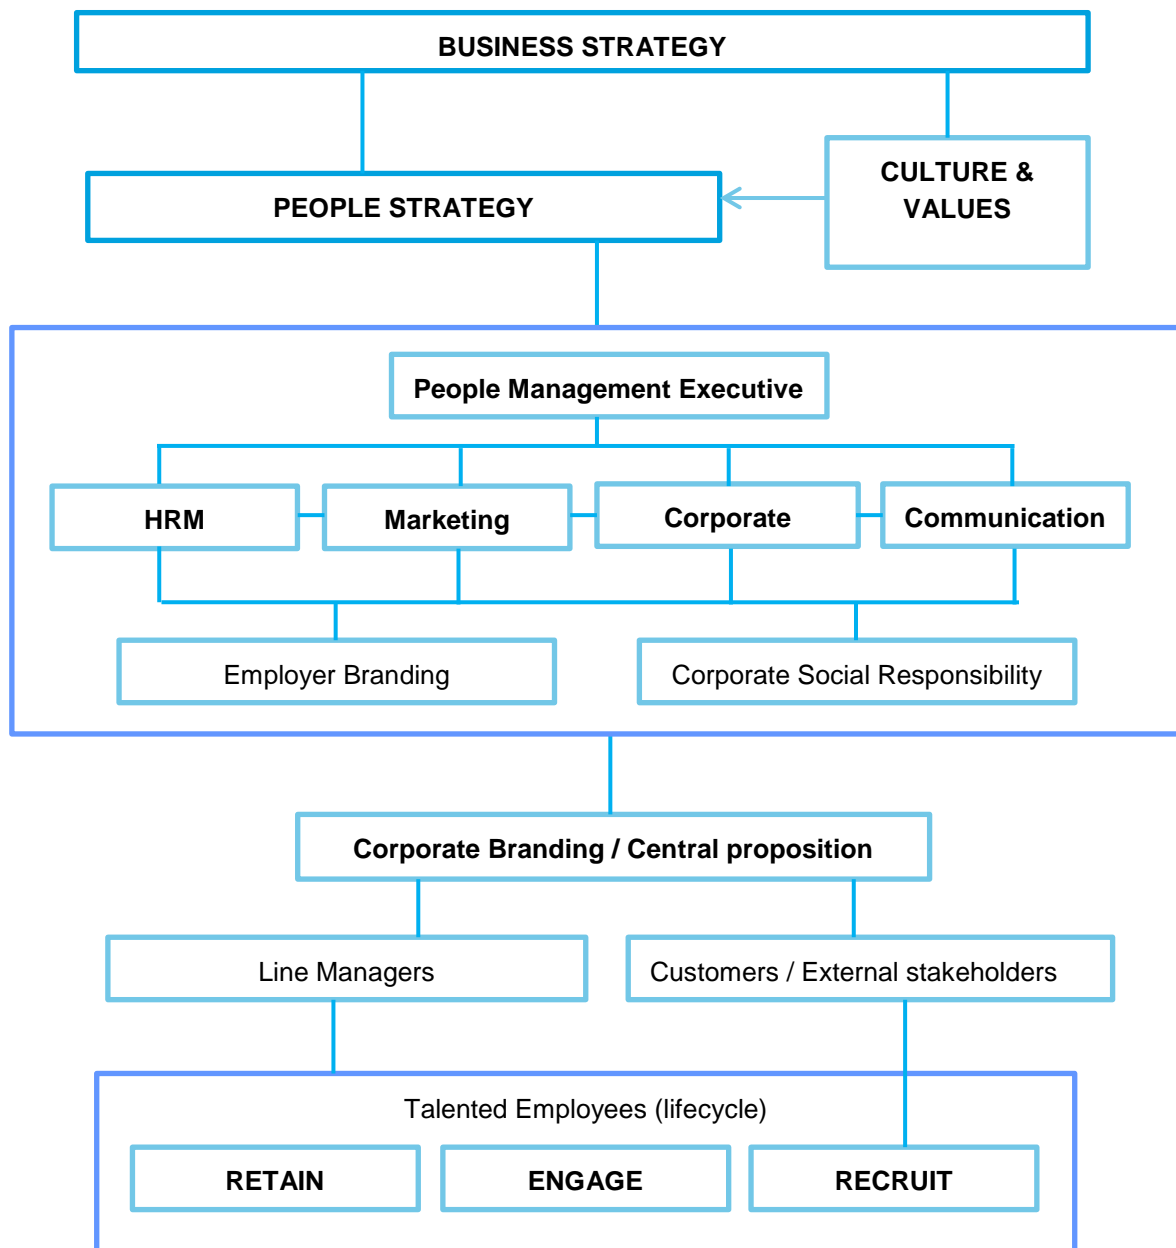 BUSINESS STRATEGY
PEOPLE STRATEGY
CULTURE &
VALUES
People Management Executive
HRM
Marketing
Corporate
Communication
Employer Branding
Corporate Social Responsibility
Corporate Branding / Central proposition
Line Managers
Customers / External stakeholders
Talented Employees (lifecycle)
RETAIN
ENGAGE
RECRUIT